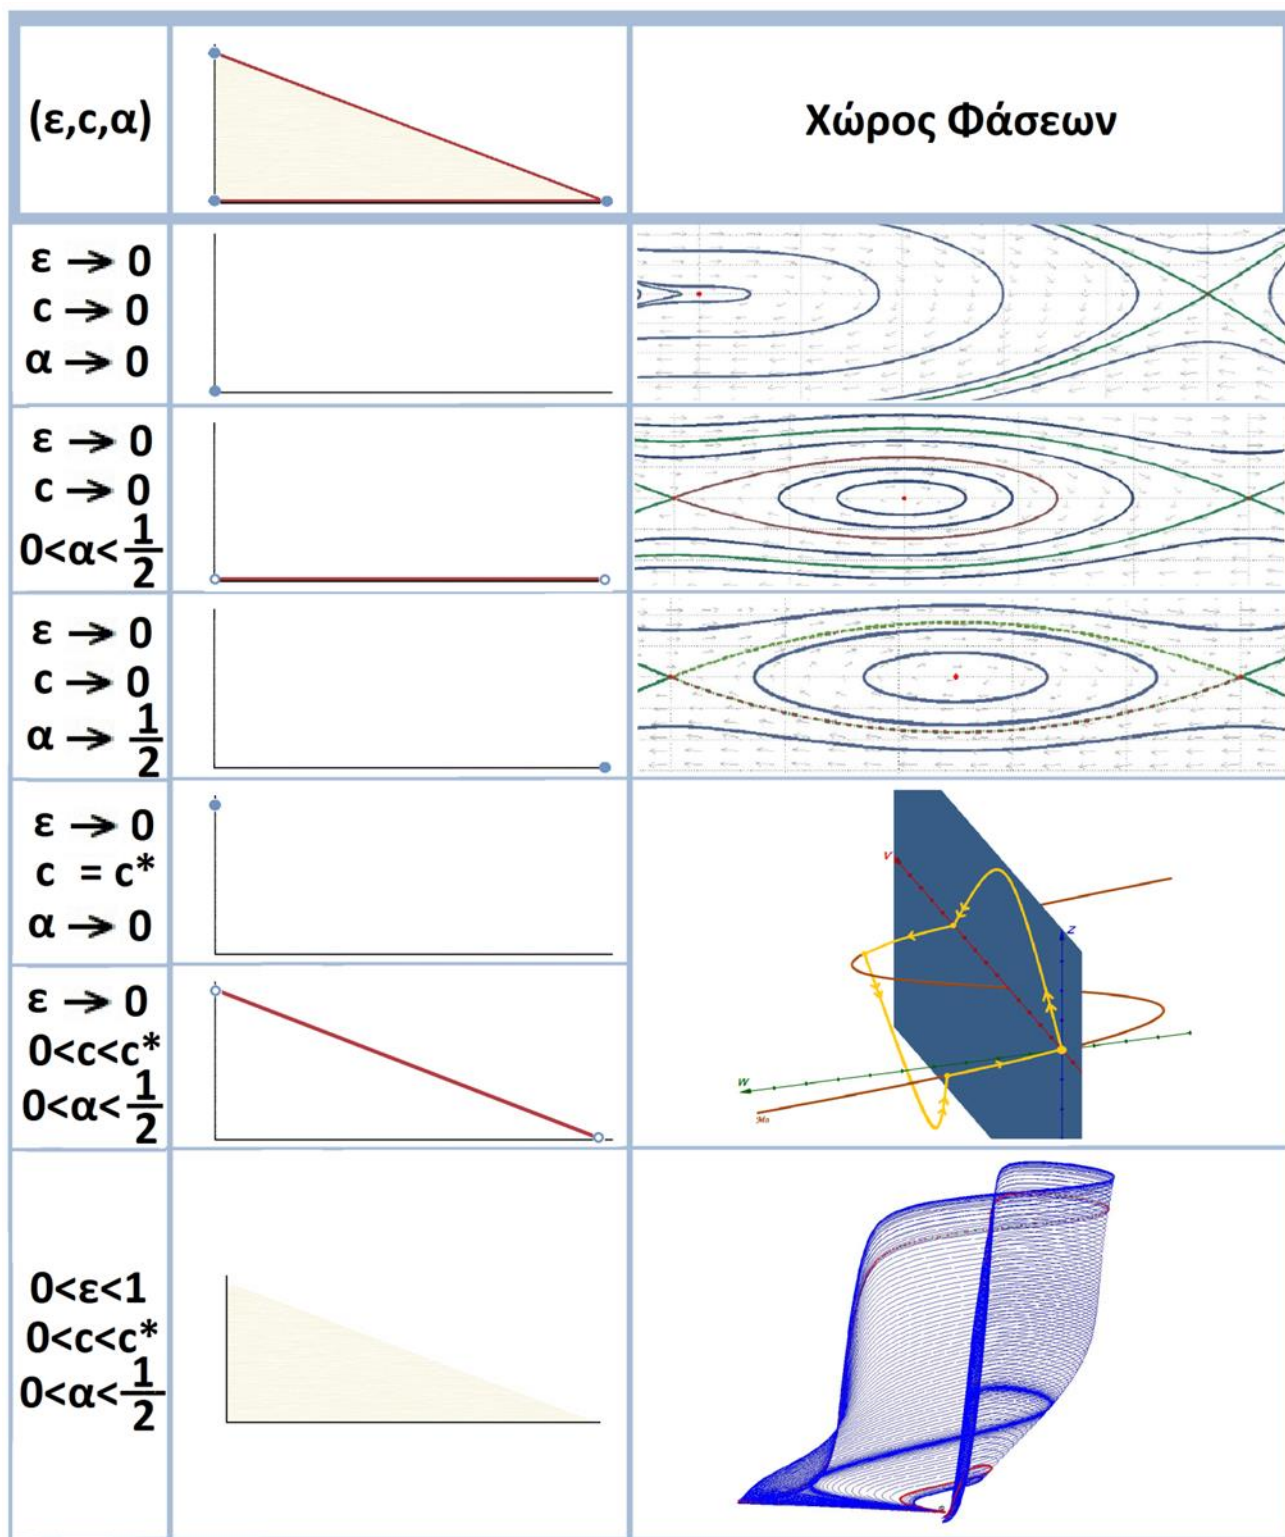 (ε,c,α)
Χώρος Φάσεων
ε → 0
c → 0
α → 0
ε → 0
c → 0
0<α<1/2
ε → 0
c → 0
α → 1/2
ε → 0
c = c*
α → 0
ε → 0
0<c<c*
0<α<1/2
V
Z
W
M₀
0<ε<1
0<c<c*
0<α<1/2